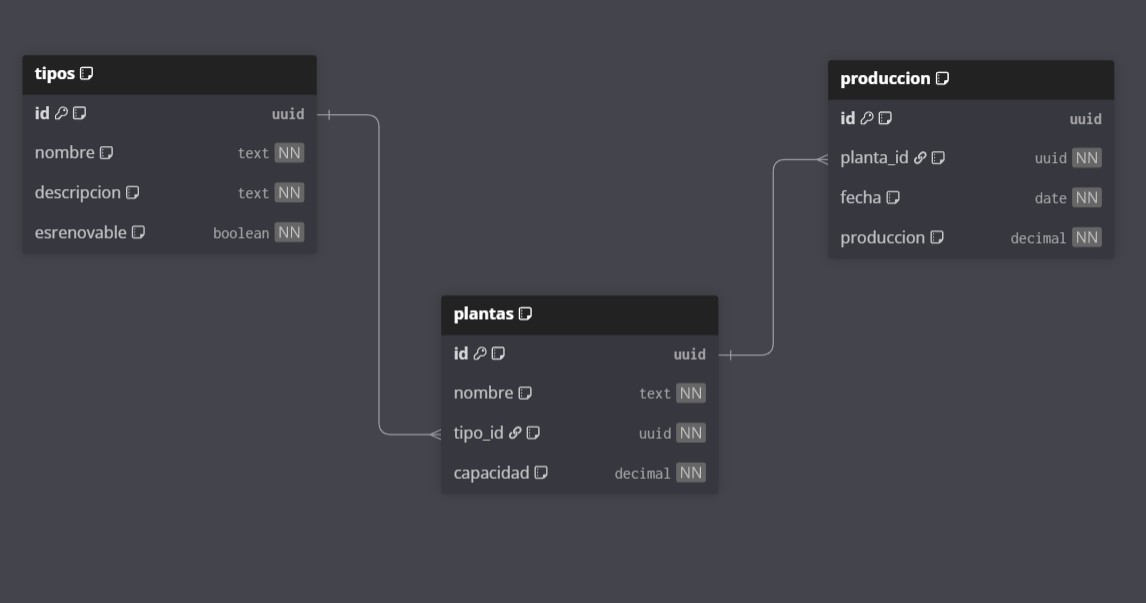 tipos
id uuid
nombre text NN
descripcion text NN
esrenovable boolean NN
produccion
id uuid
planta_id uuid NN
fecha date NN
produccion decimal NN
plantas
id uuid
nombre text NN
tipo_id uuid NN
capacidad decimal NN